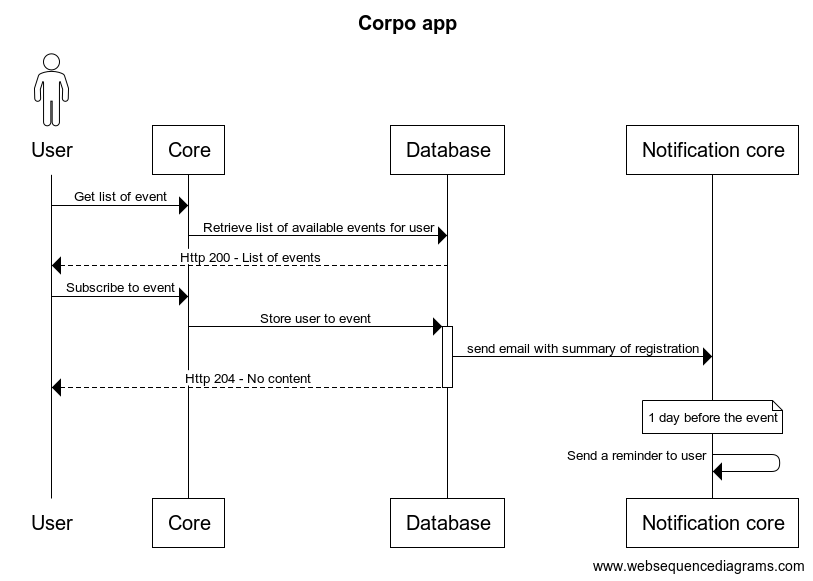 Corpo app
User
Core
Database
Notification core
Get list of event
Retrieve list of available events for user
Http 200 - List of events
Subscribe to event
Store user to event
send email with summary of registration
Http 204 - No content
1 day before the event
Send a reminder to user
User
Core
Database
Notification core
www.websequencediagrams.com